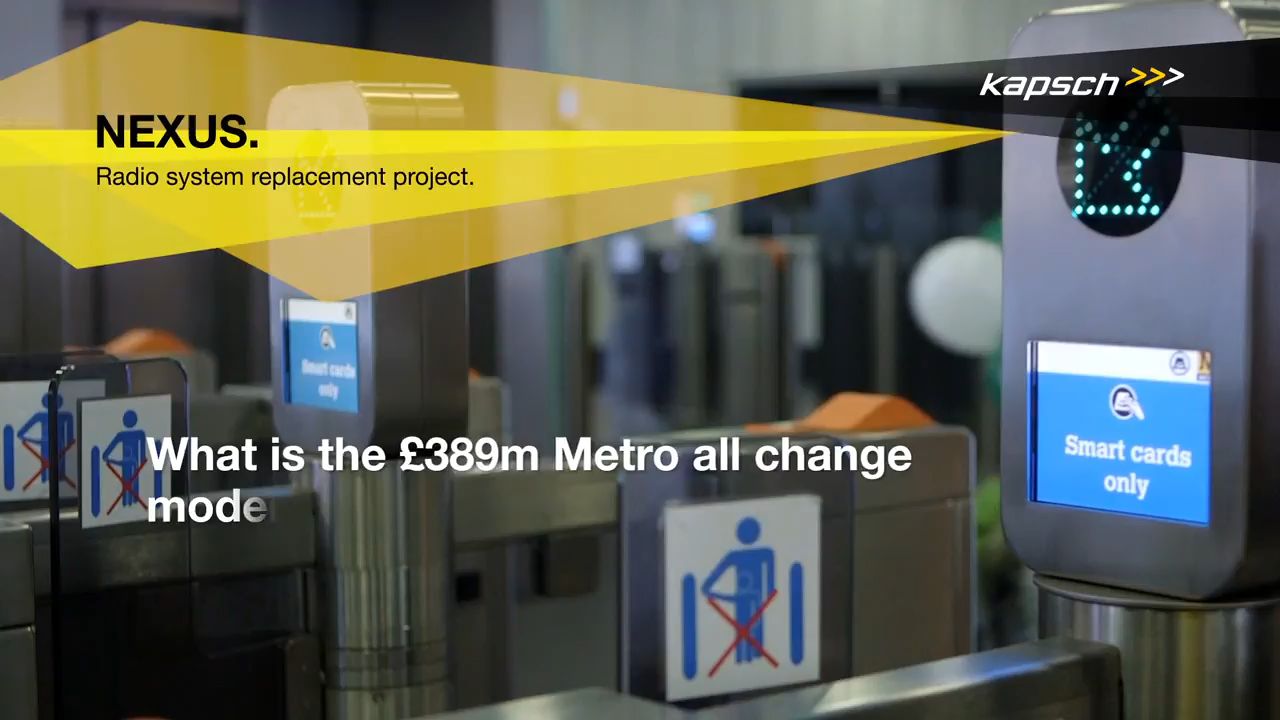 kapsch
NEXUS.
Radio system replacement project.
Smart cards
only
What is the £389m Metro all change
mode
Smart cards
only